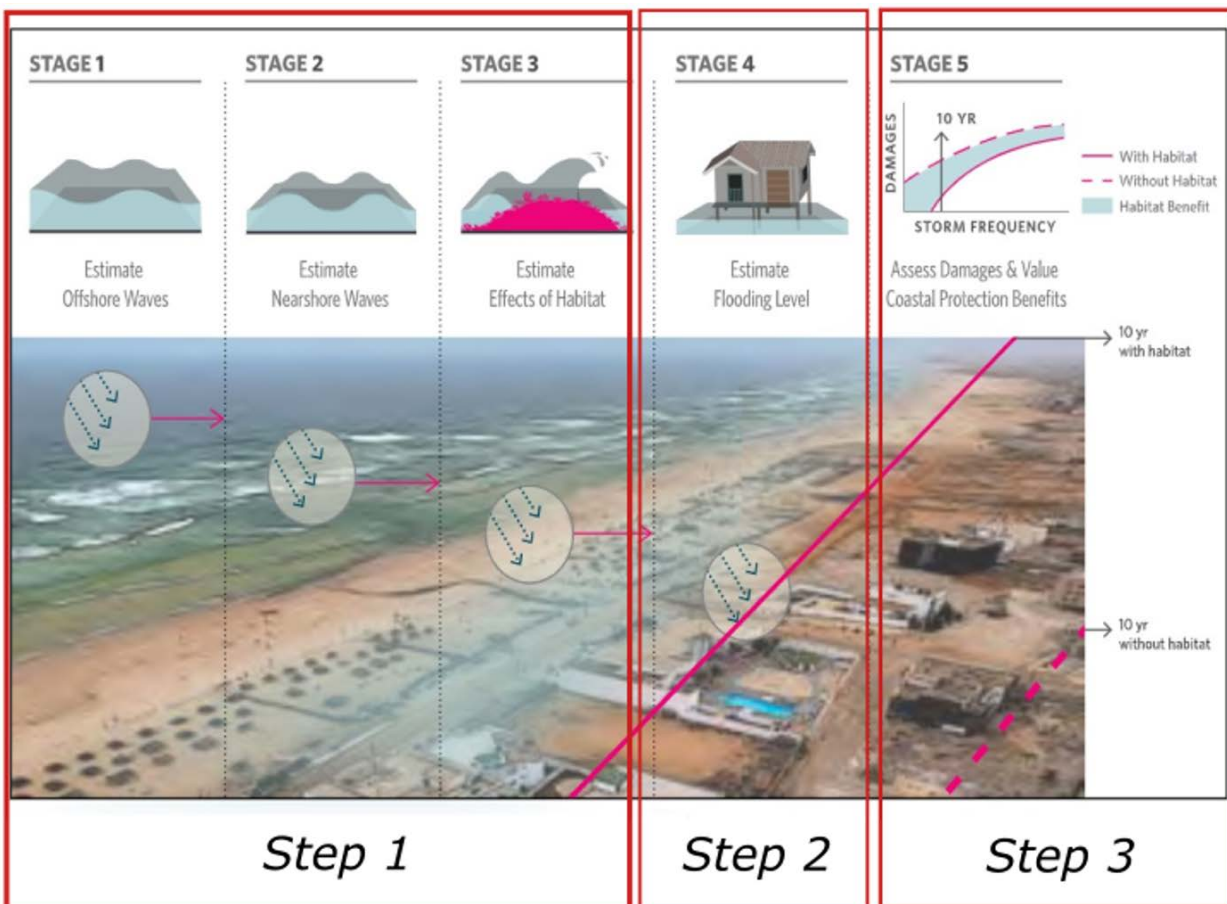 STAGE 1
Estimate
Offshore Waves
STAGE 2
Estimate
Nearshore Waves
STAGE 3
Estimate
Effects of Habitat
STAGE 4
Estimate
Flooding Level
STAGE 5
DAMAGES
10 YR
STORM FREQUENCY
With Habitat
Without Habitat
Habitat Benefit
Assess Damages & Value
Coastal Protection Benefits
10 yr
with habitat
10 yr
without habitat
Step 1
Step 2
Step 3